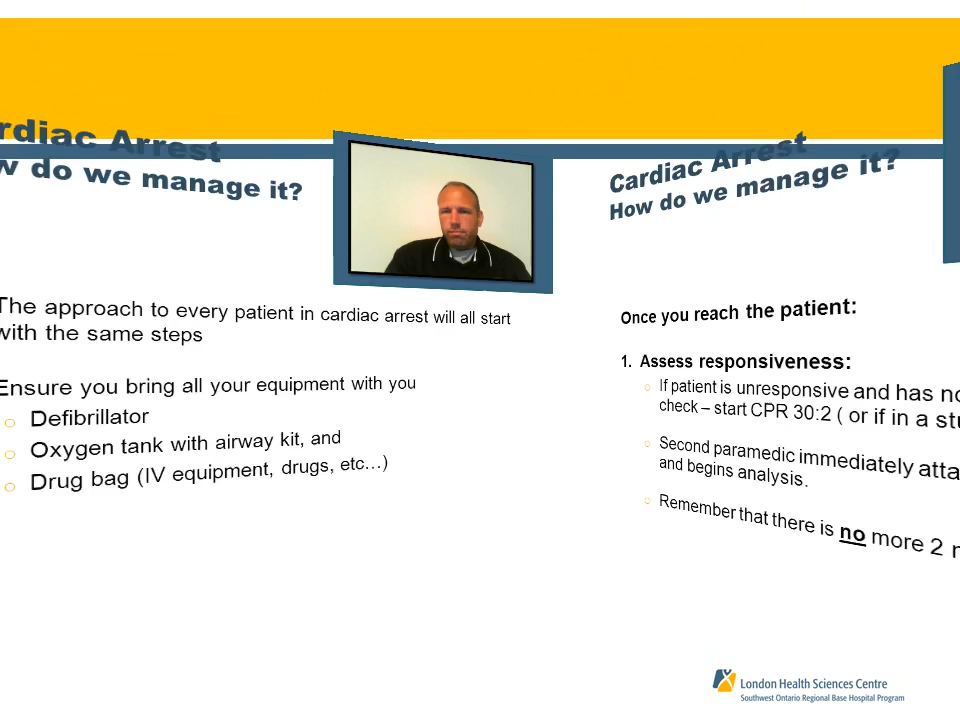 rdiac Arrest
w do we manage it?
The approach to every patient in cardiac arrest will all start
with the same steps
Ensure you bring all your equipment with you
o Defibrillator
o Oxygen tank with airway kit, and
o Drug bag (IV equipment, drugs, etc…)
Cardiac Arrest
How do we manage it?
Once you reach the patient:
1. Assess responsiveness:
o If patient is unresponsive and has no
check – start CPR 30:2 ( or if in a stu
o Second paramedic immediately atta
and begins analysis.
o Remember that there is no more 2
London Health Sciences Centre
Southwest Ontario Regional Base Hospital Program